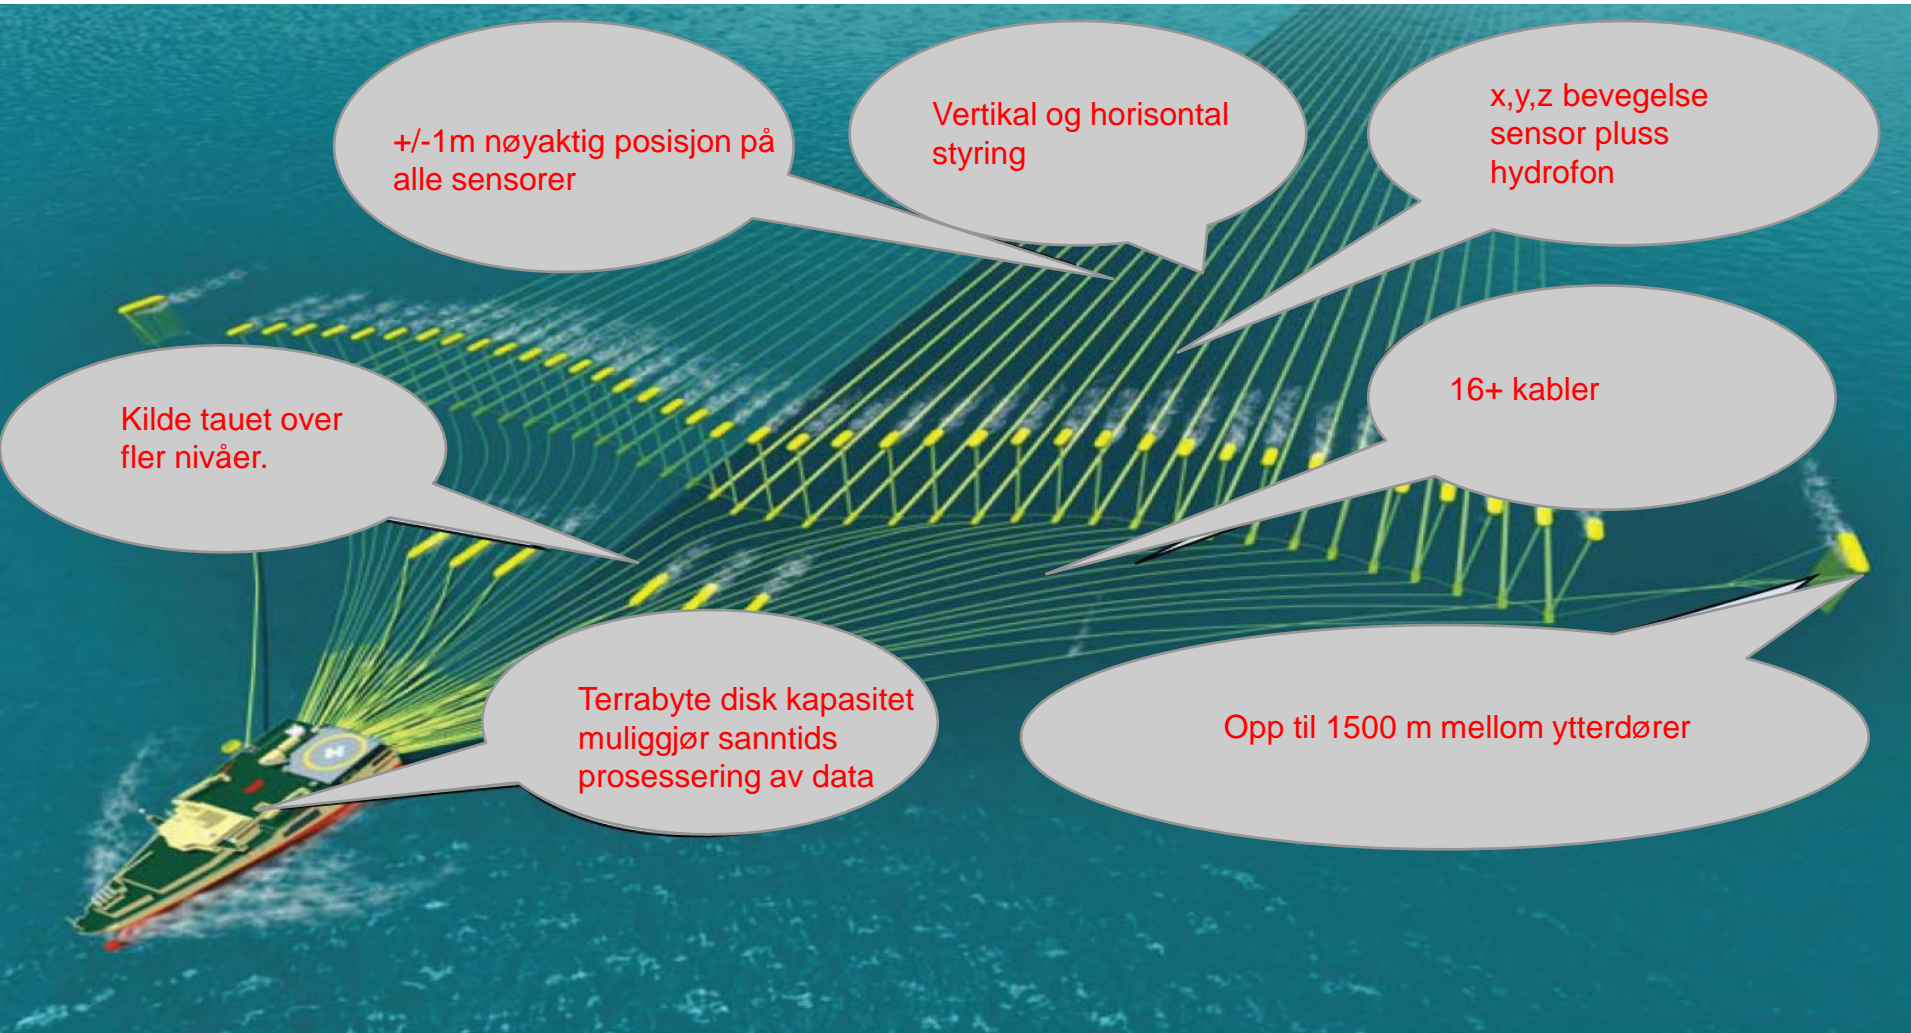 +/-1m nøyaktig posisjon på
alle sensorer
Vertikal og horisontal
styring
x,y,z bevegelse
sensor pluss
hydrofon
Kilde tauet over
fler nivåer.
16+ kabler
Terrabyte disk kapasitet
muliggjør sanntids
prosessering av data
Opp til 1500 m mellom ytterdører